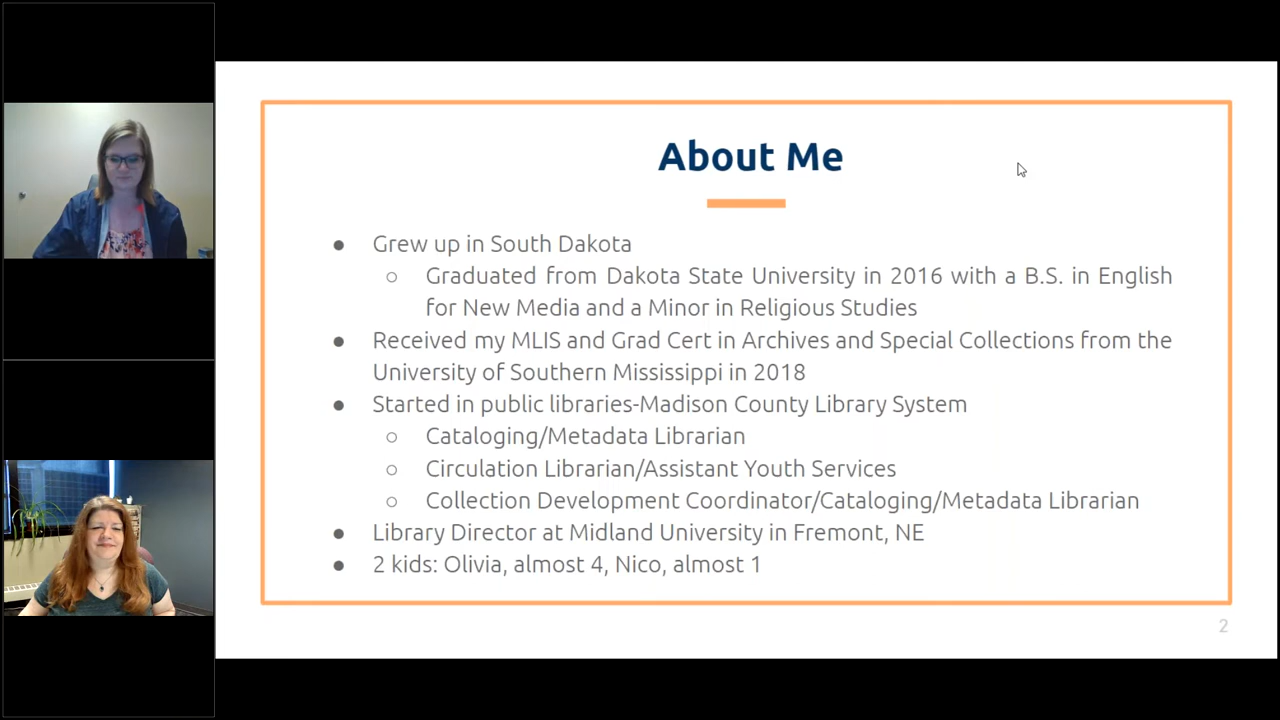 About Me
● Grew up in South Dakota
○ Graduated from Dakota State University in 2016 with a B.S. in English
for New Media and a Minor in Religious Studies
● Received my MLIS and Grad Cert in Archives and Special Collections from the
University of Southern Mississippi in 2018
● Started in public libraries-Madison County Library System
○ Cataloging/Metadata Librarian
○ Circulation Librarian/Assistant Youth Services
○ Collection Development Coordinator/Cataloging/Metadata Librarian
● Library Director at Midland University in Fremont, NE
● 2 kids: Olivia, almost 4, Nico, almost 1
2